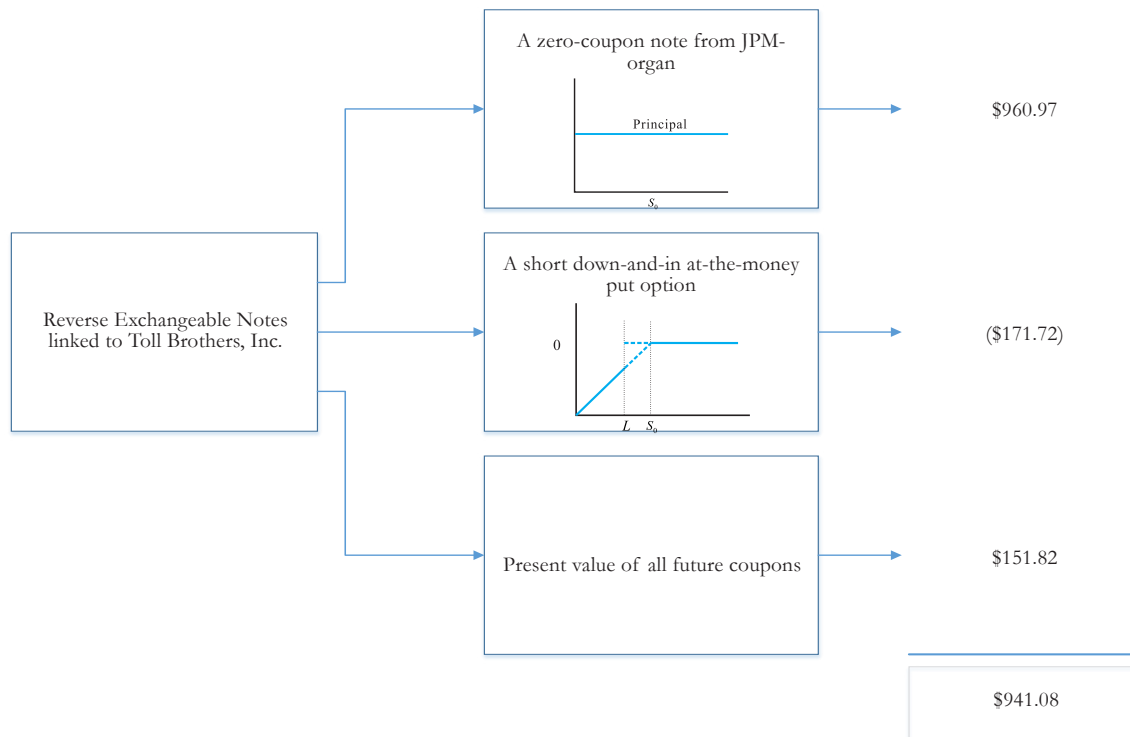 A zero-coupon note from JPM-
organ
Principal
S₀
$960.97
Reverse Exchangeable Notes
linked to Toll Brothers, Inc.
A short down-and-in at-the-money
put option
0
L S₀
($171.72)
Present value of all future coupons
$151.82
$941.08